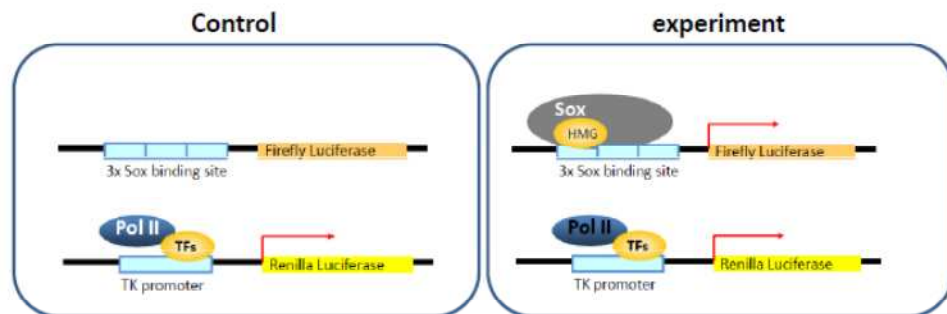 Control
experiment
Firefly Luciferase
3x Sox binding site
Pol II
TFs
Renilla Luciferase
TK promoter
Sox
HMG
Firefly Luciferase
3x Sox binding site
Pol II
TFs
Renilla Luciferase
TK promoter